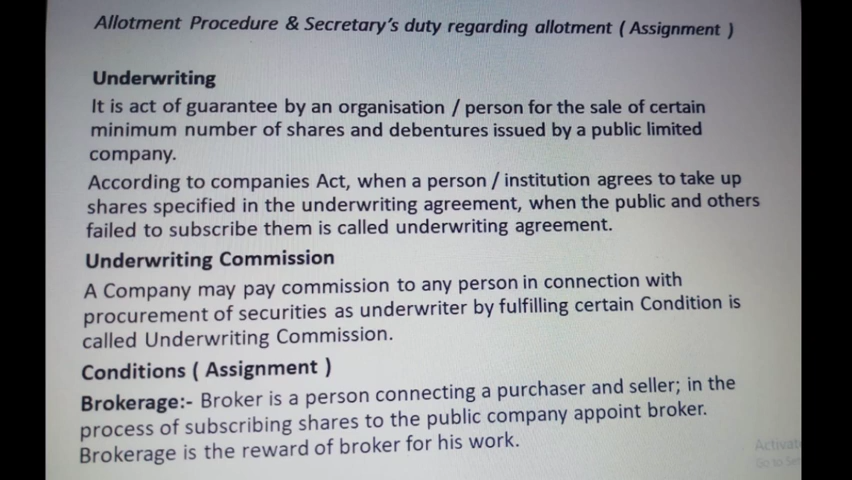 Allotment Procedure & Secretary's duty regarding allotment ( Assignment )
Underwriting
It is act of guarantee by an organisation / person for the sale of certain
minimum number of shares and debentures issued by a public limited
company.
According to companies Act, when a person / institution agrees to take up
shares specified in the underwriting agreement, when the public and others
failed to subscribe them is called underwriting agreement.
Underwriting Commission
A Company may pay commission to any person in connection with
procurement of securities as underwriter by fulfilling certain Condition is
called Underwriting Commission.
Conditions ( Assignment )
Brokerage:- Broker is a person connecting a purchaser and seller; in the
process of subscribing shares to the public company appoint broker.
Brokerage is the reward of broker for his work.
Go to